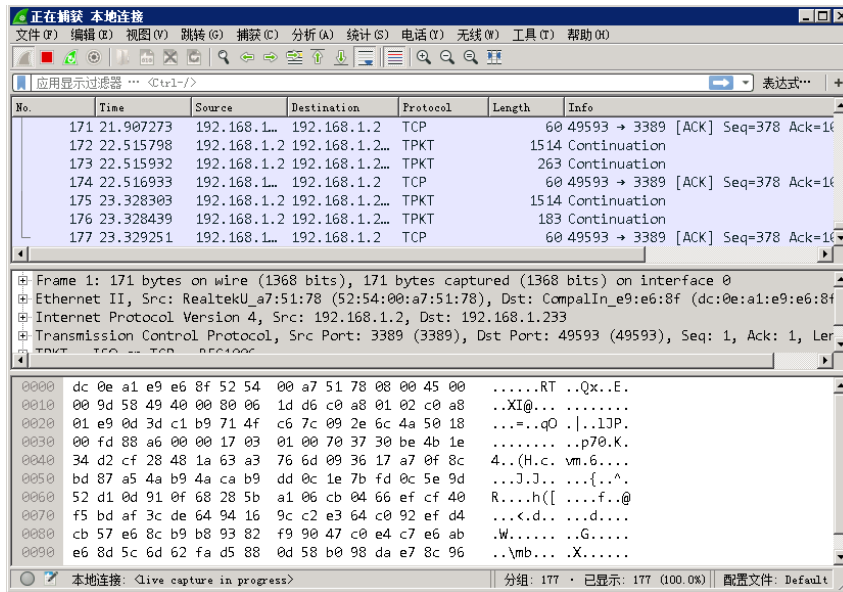 正在捕获 本地连接
文件(F) 编辑(E) 视图(V) 跳转(G) 捕获(C) 分析(A) 统计(S) 电话(Y) 无线(W) 工具(T) 帮助(H)
应用显示过滤器 … <Ctrl-/> 表达式… +
No. Time Source Destination Protocol Length Info
171 21.907273 192.168.1… 192.168.1.2 TCP 60 49593 → 3389 [ACK] Seq=378 Ack=16
172 22.515798 192.168.1.2 192.168.1.2… TPKT 1514 Continuation
173 22.515932 192.168.1.2 192.168.1.2… TPKT 263 Continuation
174 22.516933 192.168.1… 192.168.1.2 TCP 60 49593 → 3389 [ACK] Seq=378 Ack=16
175 23.328303 192.168.1.2 192.168.1.2… TPKT 1514 Continuation
176 23.328439 192.168.1.2 192.168.1.2… TPKT 183 Continuation
177 23.329251 192.168.1… 192.168.1.2 TCP 60 49593 → 3389 [ACK] Seq=378 Ack=16
Frame 1: 171 bytes on wire (1368 bits), 171 bytes captured (1368 bits) on interface 0
Ethernet II, Src: RealtekU_a7:51:78 (52:54:00:a7:51:78), Dst: CompalIn_e9:e6:8f (dc:0e:a1:e9:e6:8f
Internet Protocol Version 4, Src: 192.168.1.2, Dst: 192.168.1.233
Transmission Control Protocol, Src Port: 3389 (3389), Dst Port: 49593 (49593), Seq: 1, Ack: 1, Len
0000 dc 0e a1 e9 e6 8f 52 54 00 a7 51 78 08 00 45 00 ......RT ..Qx..E.
0010 00 9d 58 49 40 00 80 06 1d d6 c0 a8 01 02 c0 a8 ..XI@... ........
0020 01 e9 0d 3d c1 b9 71 4f c6 7c 09 2e 6c 4a 50 18 ...=..qO .|..lJP.
0030 00 fd 88 a6 00 00 17 03 01 00 70 37 30 be 4b 1e ........ ..p70.K.
0040 34 d2 cf 28 48 1a 63 a3 76 6d 09 36 17 a7 0f 8c 4..(H.c. vm.6....
0050 bd 87 a5 4a b9 4a ca b9 dd 0c 1e 7b fd 0c 5e 9d ...J.J.. ...{..^.
0060 52 d1 0d 91 0f 68 28 5b a1 06 cb 04 66 ef cf 40 R....h([ ....f..@
0070 f5 bd af 3c de 64 94 16 9c c2 e3 64 c0 92 ef d4 ...<.d.. ...d....
0080 cb 57 e6 8c b9 b8 93 82 f9 90 47 c0 e4 c7 e6 ab .W...... ..G.....
0090 e6 8d 5c 6d 62 fa d5 88 0d 58 b0 98 da e7 8c 96 ..\mb... .X......
本地连接: <live capture in progress> 分组: 177 · 已显示: 177 (100.0%) 配置文件: Default